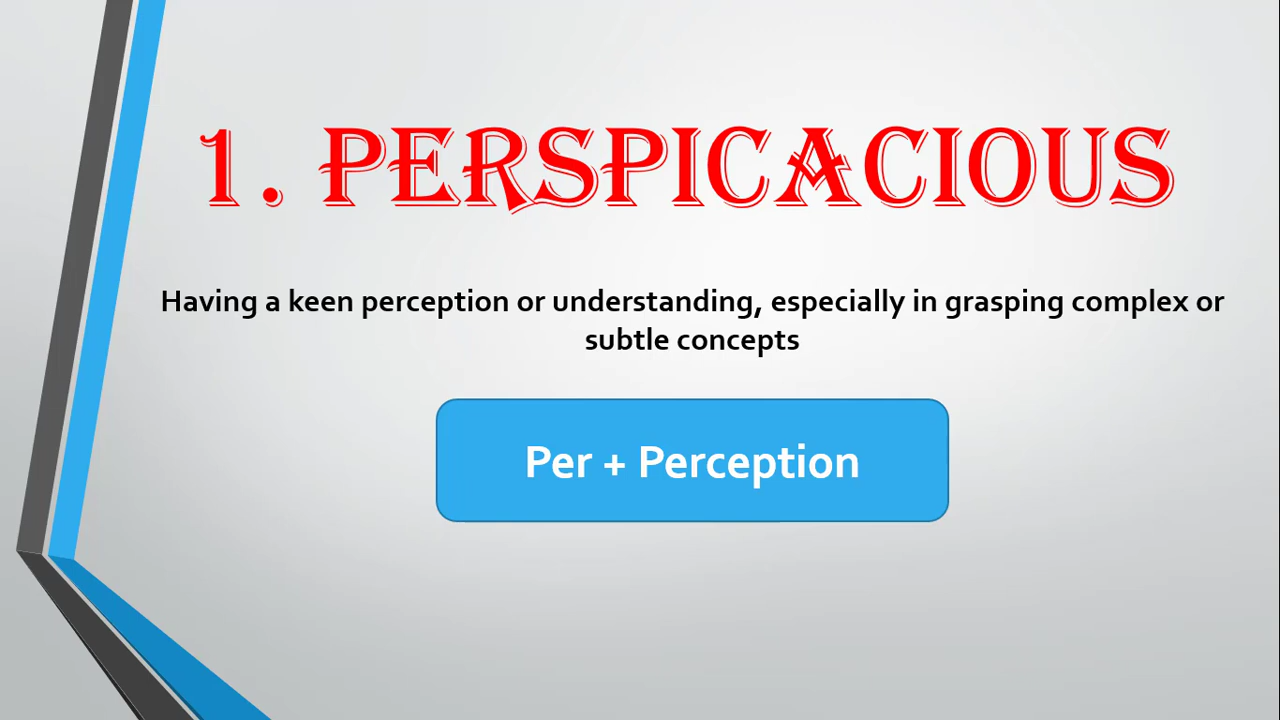 1. PERSPICACIOUS
Having a keen perception or understanding, especially in grasping complex or
subtle concepts
Per + Perception